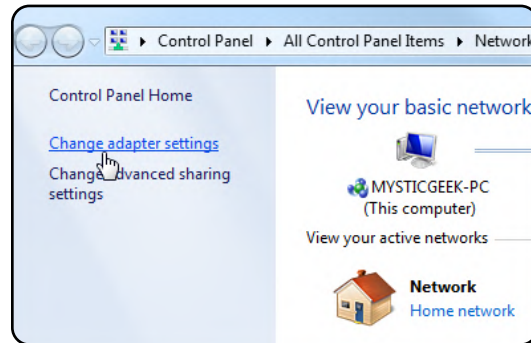 Control Panel ▸ All Control Panel Items ▸ Network
Control Panel Home
Change adapter settings
Change advanced sharing
settings
View your basic network
MYSTICGEEK-PC
(This computer)
View your active networks
Network
Home network